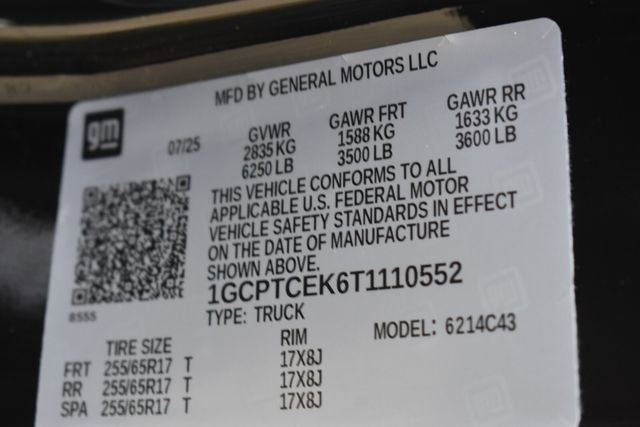 MFD BY GENERAL MOTORS LLC
gm
07/25
GVWR
2835 KG
6250 LB
GAWR FRT
1588 KG
3500 LB
GAWR RR
1633 KG
3600 LB
THIS VEHICLE CONFORMS TO ALL
APPLICABLE U.S. FEDERAL MOTOR
VEHICLE SAFETY STANDARDS IN EFFECT
ON THE DATE OF MANUFACTURE
SHOWN ABOVE.
1GCPTCEK6T1110552
8555
TYPE: TRUCK
MODEL: 6214C43
TIRE SIZE RIM
FRT 255/65R17 T 17X8J
RR 255/65R17 T 17X8J
SPA 255/65R17 T 17X8J